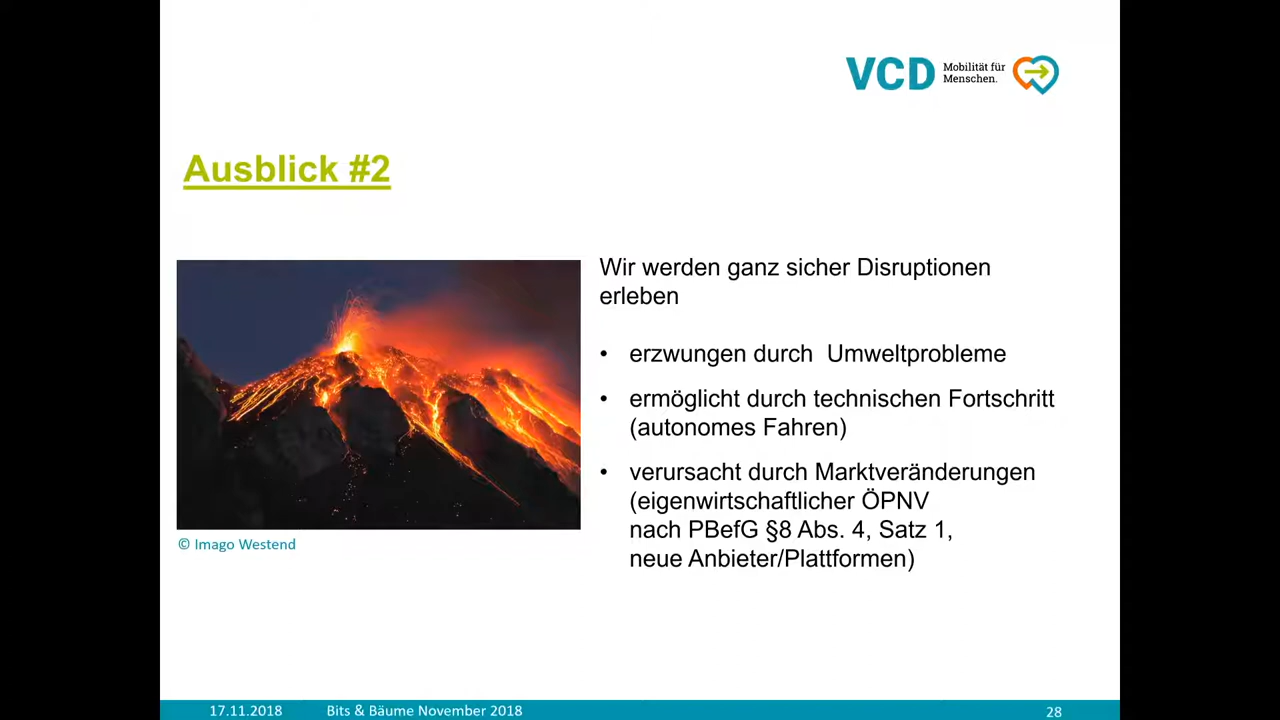 VCD Mobilität für
Menschen.
Ausblick #2
Wir werden ganz sicher Disruptionen
erleben
• erzwungen durch Umweltprobleme
• ermöglicht durch technischen Fortschritt
(autonomes Fahren)
• verursacht durch Marktveränderungen
(eigenwirtschaftlicher ÖPNV
nach PBefG §8 Abs. 4, Satz 1,
neue Anbieter/Plattformen)
© Imago Westend
17.11.2018 Bits & Bäume November 2018 28